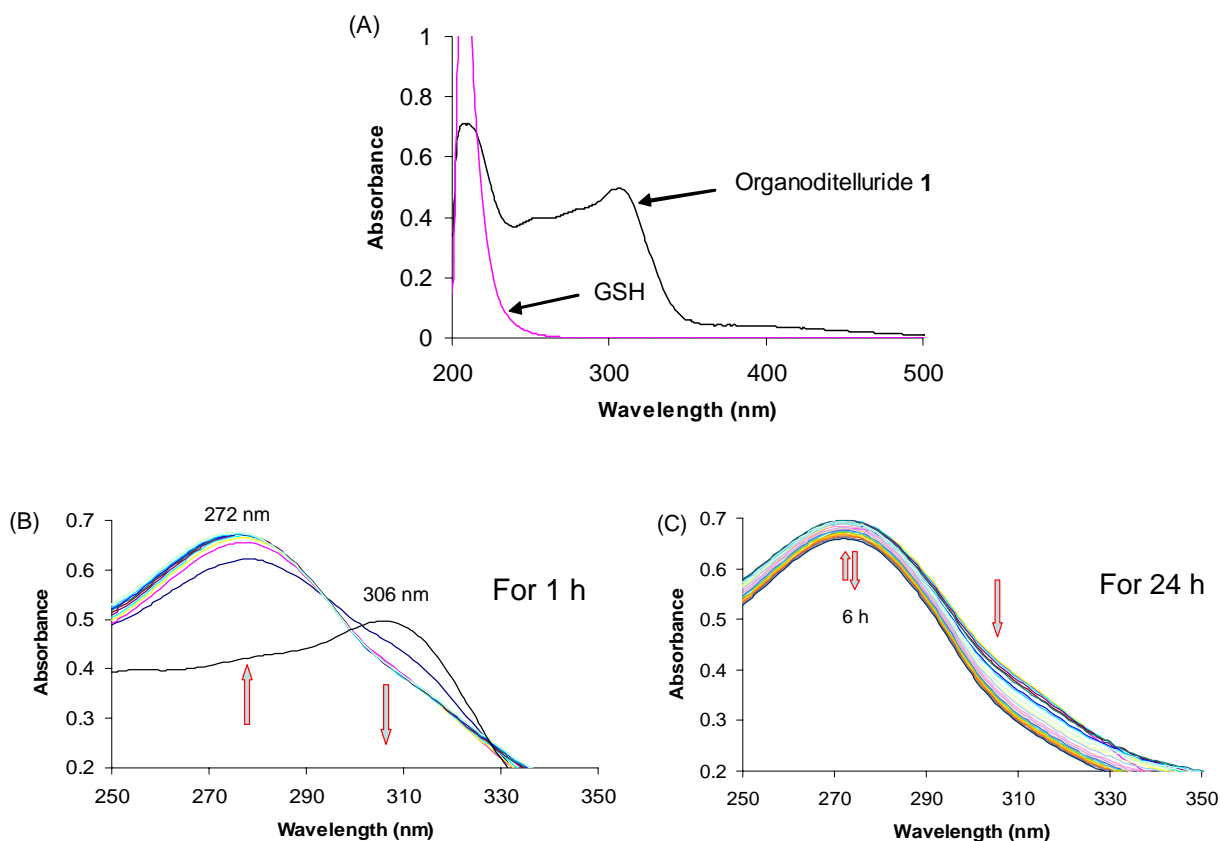 (A)
1
0.8
0.6
0.4
0.2
0
Absorbance
Organoditelluride 1
GSH
200 300 400 500
Wavelength (nm)
(B)
0.7
0.6
0.5
0.4
0.3
0.2
Absorbance
272 nm
306 nm
For 1 h
250 270 290 310 330 350
Wavelength (nm)
(C)
0.7
0.6
0.5
0.4
0.3
0.2
Absorbance
6 h
For 24 h
250 270 290 310 330 350
Wavelength (nm)